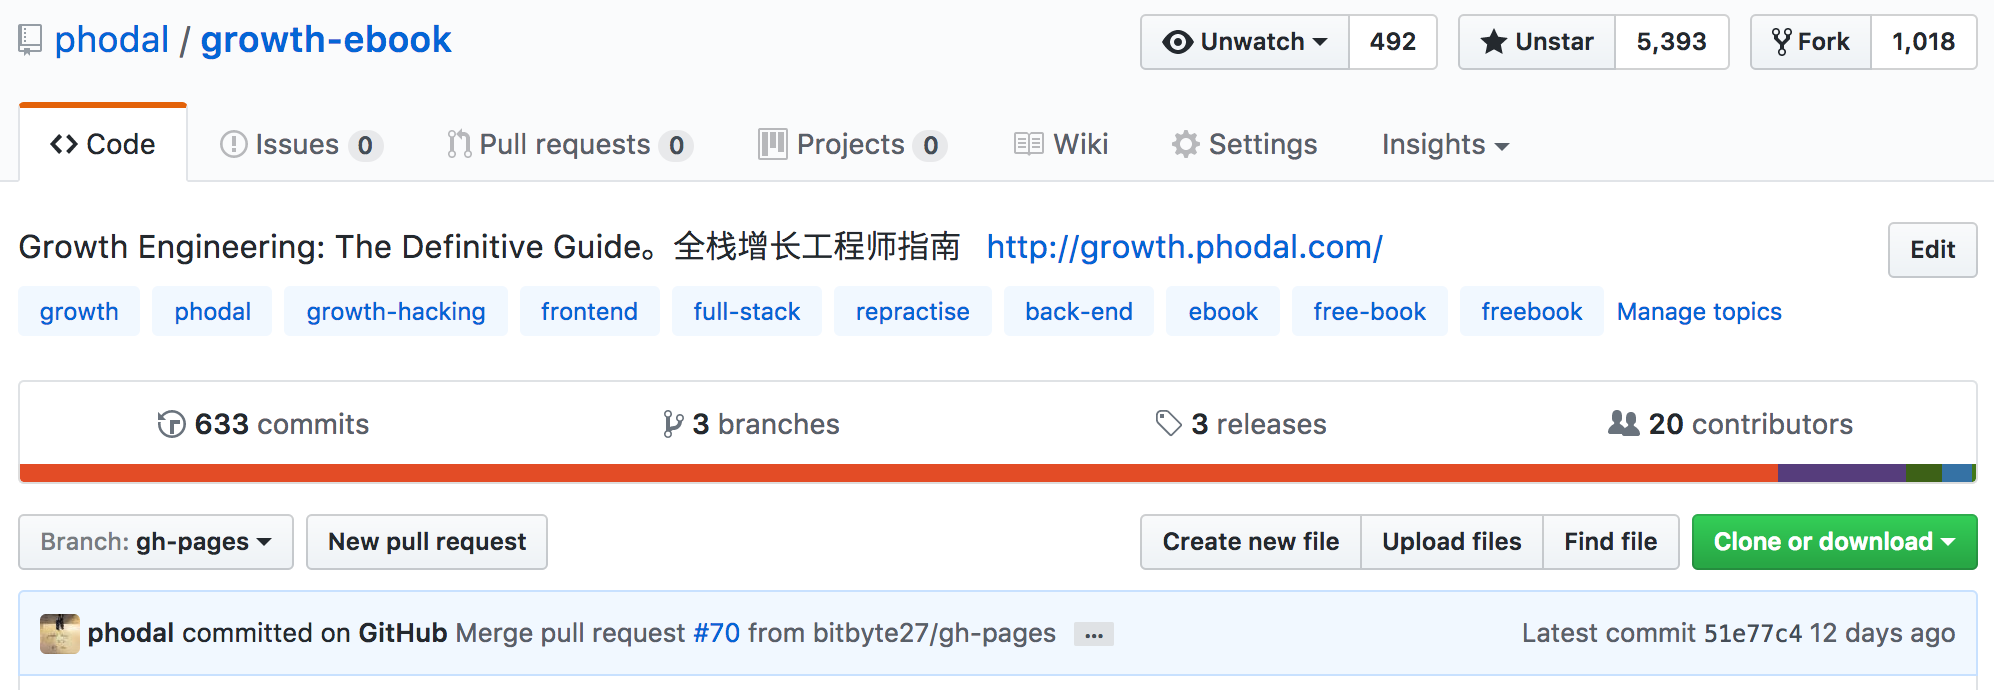 phodal / growth-ebook Unwatch 492 Unstar 5,393 Fork 1,018
Code Issues 0 Pull requests 0 Projects 0 Wiki Settings Insights
Growth Engineering: The Definitive Guide。全栈增长工程师指南 http://growth.phodal.com/ Edit
growth phodal growth-hacking frontend full-stack repractise back-end ebook free-book freebook Manage topics
633 commits 3 branches 3 releases 20 contributors
Branch: gh-pages New pull request Create new file Upload files Find file Clone or download
phodal committed on GitHub Merge pull request #70 from bitbyte27/gh-pages ... Latest commit 51e77c4 12 days ago